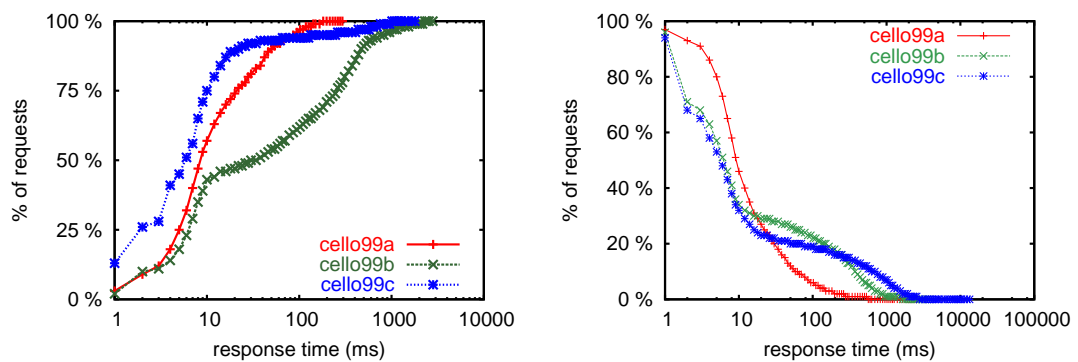 100 %
75 %
50 %
25 %
0 %
% of requests
1
10
100
1000
10000
response time (ms)
cello99a
cello99b
cello99c
100 %
80 %
60 %
40 %
20 %
0 %
% of requests
1
10
100
1000
10000
100000
response time (ms)
cello99a
cello99b
cello99c